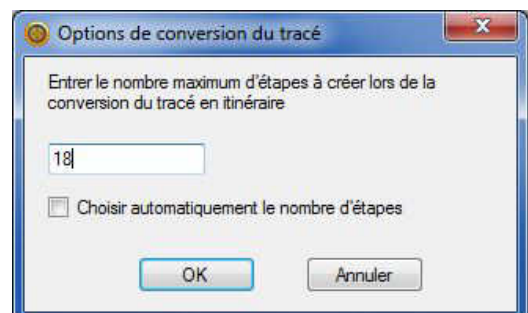 Options de conversion du tracé
Entrer le nombre maximum d'étapes à créer lors de la
conversion du tracé en itinéraire
18
Choisir automatiquement le nombre d'étapes
OK
Annuler